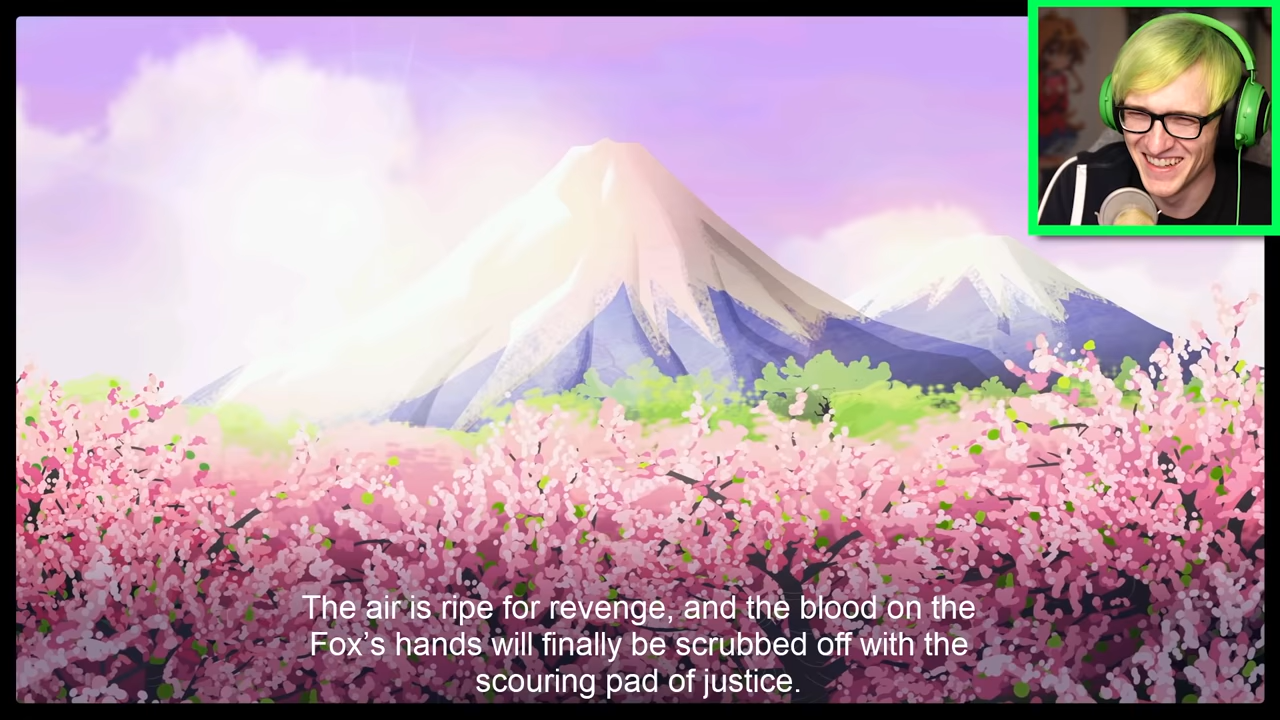 The air is ripe for revenge, and the blood on the
Fox’s hands will finally be scrubbed off with the
scouring pad of justice.